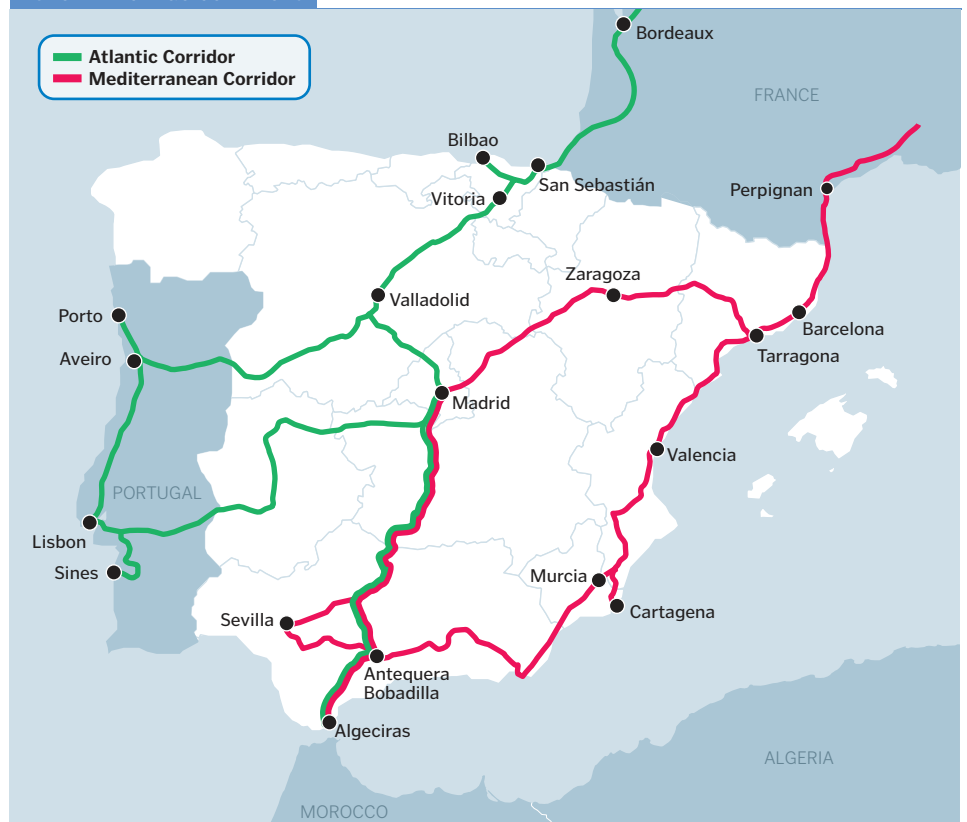 Atlantic Corridor
Mediterranean Corridor
Bordeaux
FRANCE
Bilbao
San Sebastián
Vitoria
Perpignan
Zaragoza
Valladolid
Porto
Barcelona
Aveiro
Tarragona
Madrid
Valencia
PORTUGAL
Lisbon
Sines
Murcia
Cartagena
Sevilla
Antequera
Bobadilla
Algeciras
ALGERIA
MOROCCO